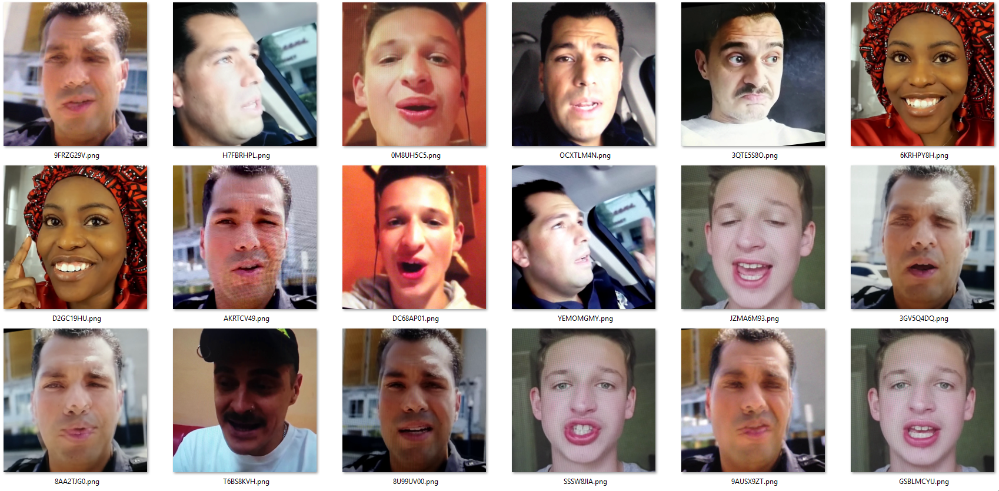 9FRZG29V.png
H7FBRHPL.png
0M8UH5C5.png
OCXTLM4N.png
3QTE5S8O.png
6KRHPY8H.png
D2GC19HU.png
AKRTCV49.png
DC68AP01.png
YEMOMGMY.png
JZMA6M93.png
3GV5Q4DQ.png
8AA2TJG0.png
T6BS8KVH.png
8U99UV00.png
SSSW8JIA.png
9AUSX9ZT.png
GSBLMCYU.png